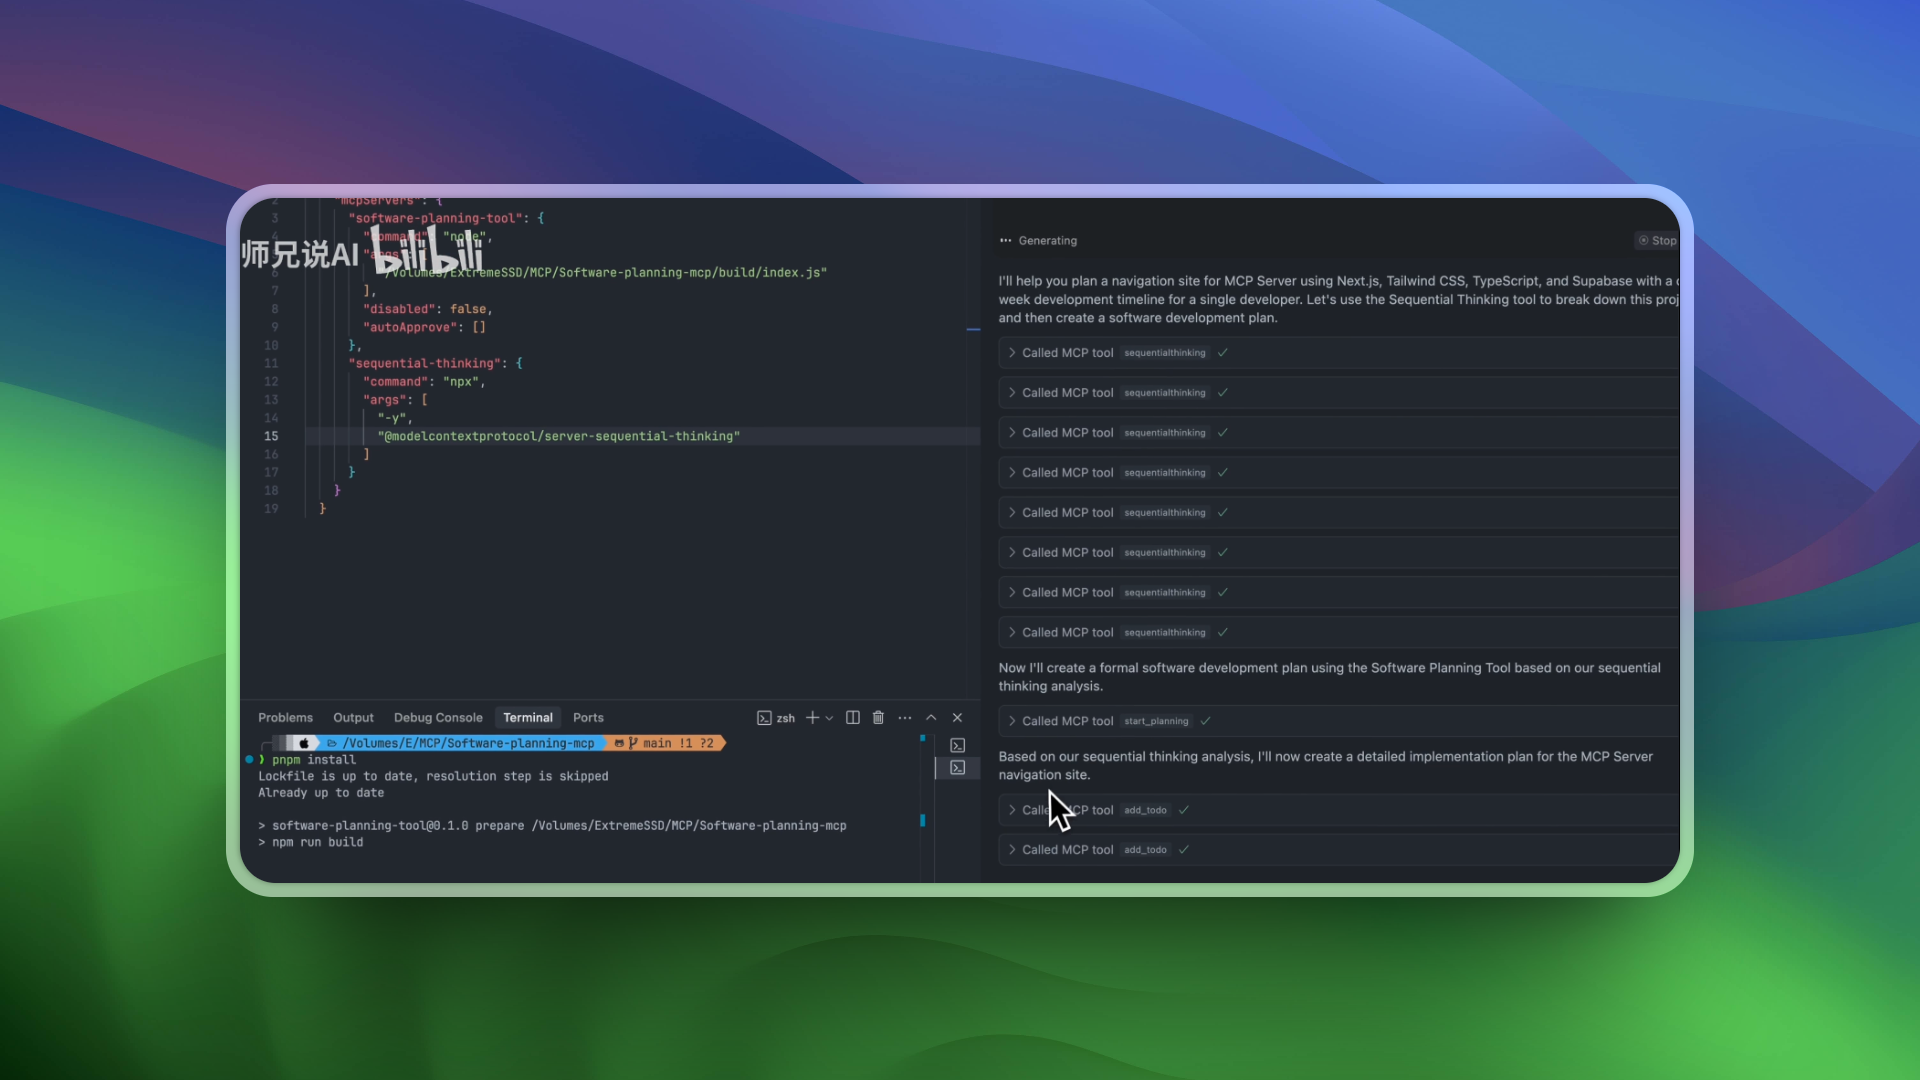 2 "mcpServers": {
3 "software-planning-tool": {
4 "command": "node",
师兄说AI bilibili
"args": [
6 "/Volumes/ExtremeSSD/MCP/Software-planning-mcp/build/index.js"
7 ],
8 "disabled": false,
9 "autoApprove": []
10 },
11 "sequential-thinking": {
12 "command": "npx",
13 "args": [
14 "-y",
15 "@modelcontextprotocol/server-sequential-thinking"
16 ]
17 }
18 }
19 }
Problems Output Debug Console Terminal Ports zsh
/Volumes/E/MCP/Software-planning-mcp main !1 ?2
❯ pnpm install
Lockfile is up to date, resolution step is skipped
Already up to date
> software-planning-tool@0.1.0 prepare /Volumes/ExtremeSSD/MCP/Software-planning-mcp
> npm run build
••• Generating Stop
I'll help you plan a navigation site for MCP Server using Next.js, Tailwind CSS, TypeScript, and Supabase with a
week development timeline for a single developer. Let's use the Sequential Thinking tool to break down this
and then create a software development plan.
> Called MCP tool sequentialthinking ✓
> Called MCP tool sequentialthinking ✓
> Called MCP tool sequentialthinking ✓
> Called MCP tool sequentialthinking ✓
> Called MCP tool sequentialthinking ✓
> Called MCP tool sequentialthinking ✓
> Called MCP tool sequentialthinking ✓
> Called MCP tool sequentialthinking ✓
Now I'll create a formal software development plan using the Software Planning Tool based on our sequential
thinking analysis.
> Called MCP tool start_planning ✓
Based on our sequential thinking analysis, I'll now create a detailed implementation plan for the MCP Server
navigation site.
> Called MCP tool add_todo ✓
> Called MCP tool add_todo ✓